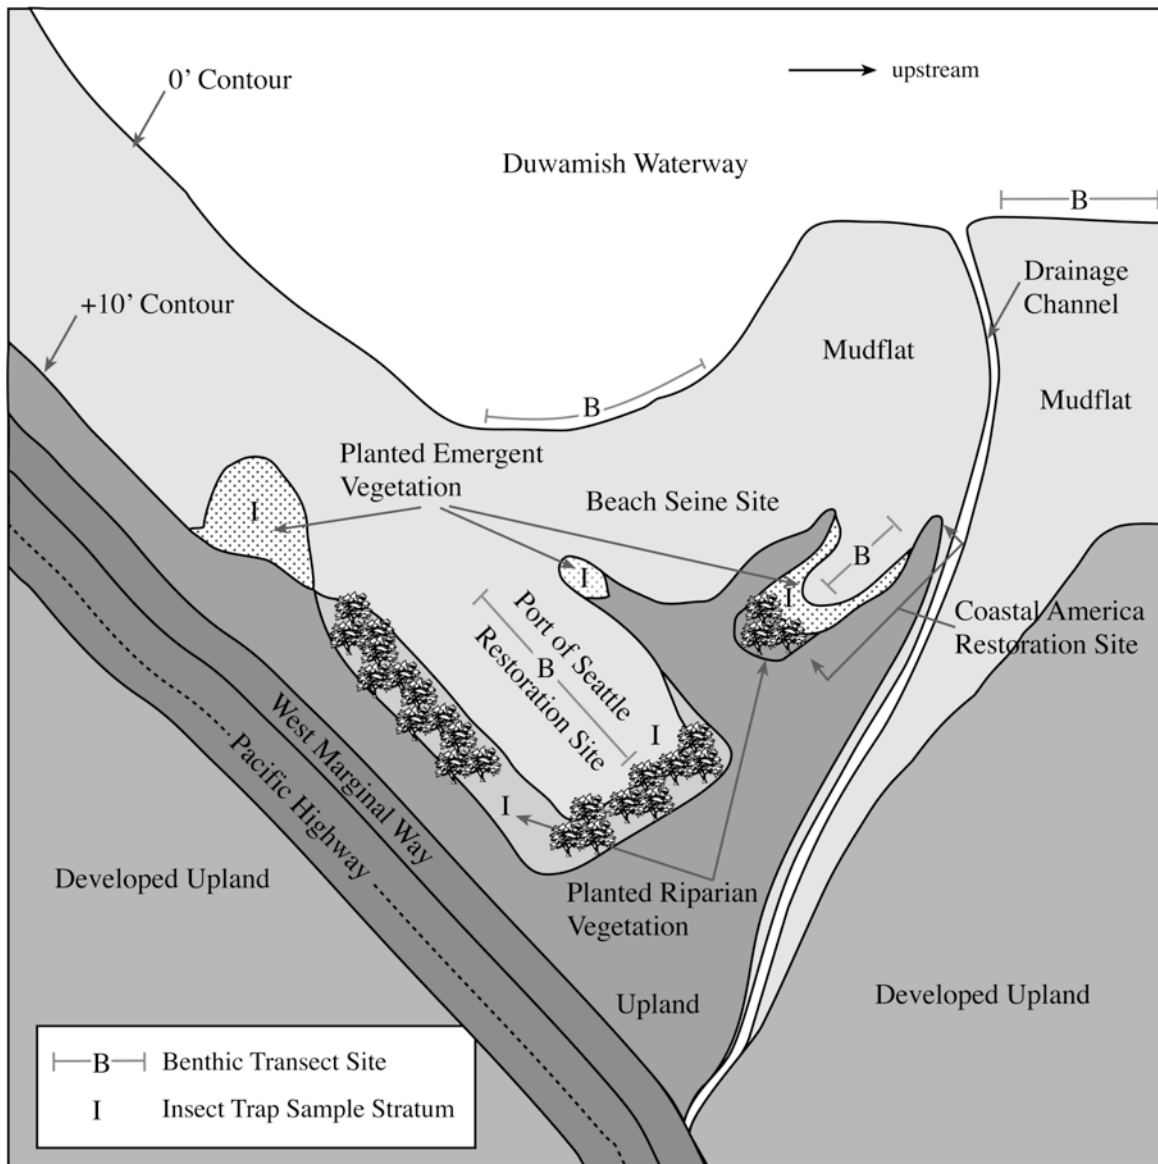 0’ Contour
upstream
Duwamish Waterway
B
Drainage
Channel
+10’ Contour
Mudflat
Mudflat
B
Planted Emergent
Vegetation
Beach Seine Site
I
B
I
I
Coastal America
Restoration Site
Port of Seattle
B
Restoration Site
I
West Marginal Way
Pacific Highway
I
Developed Upland
Planted Riparian
Vegetation
Upland
Developed Upland
B Benthic Transect Site
I Insect Trap Sample Stratum